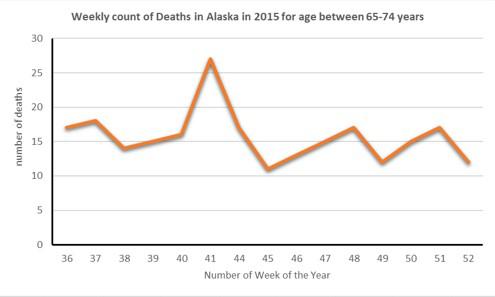 Weekly count of Deaths in Alaska in 2015 for age between 65-74 years
30
25
20
15
10
5
0
number of deaths
36 37 38 39 40 41 44 45 46 47 48 49 50 51 52
Number of Week of the Year